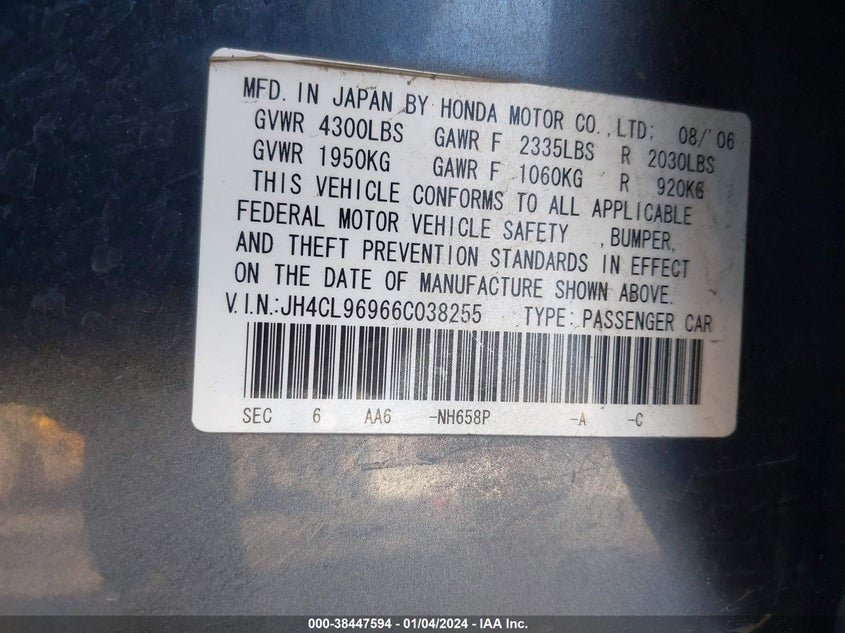 MFD. IN JAPAN BY HONDA MOTOR CO.,LTD; 08/'06
GVWR 4300LBS GAWR F 2335LBS R 2030LBS
GVWR 1950KG GAWR F 1060KG R 920KG
THIS VEHICLE CONFORMS TO ALL APPLICABLE
FEDERAL MOTOR VEHICLE SAFETY ,BUMPER,
AND THEFT PREVENTION STANDARDS IN EFFECT
ON THE DATE OF MANUFACTURE SHOWN ABOVE.
V.I.N.:JH4CL96966C038255 TYPE: PASSENGER CAR
SEC 6 AA6 -NH658P -A -C
000-38447594 - 01/04/2024 - IAA Inc.